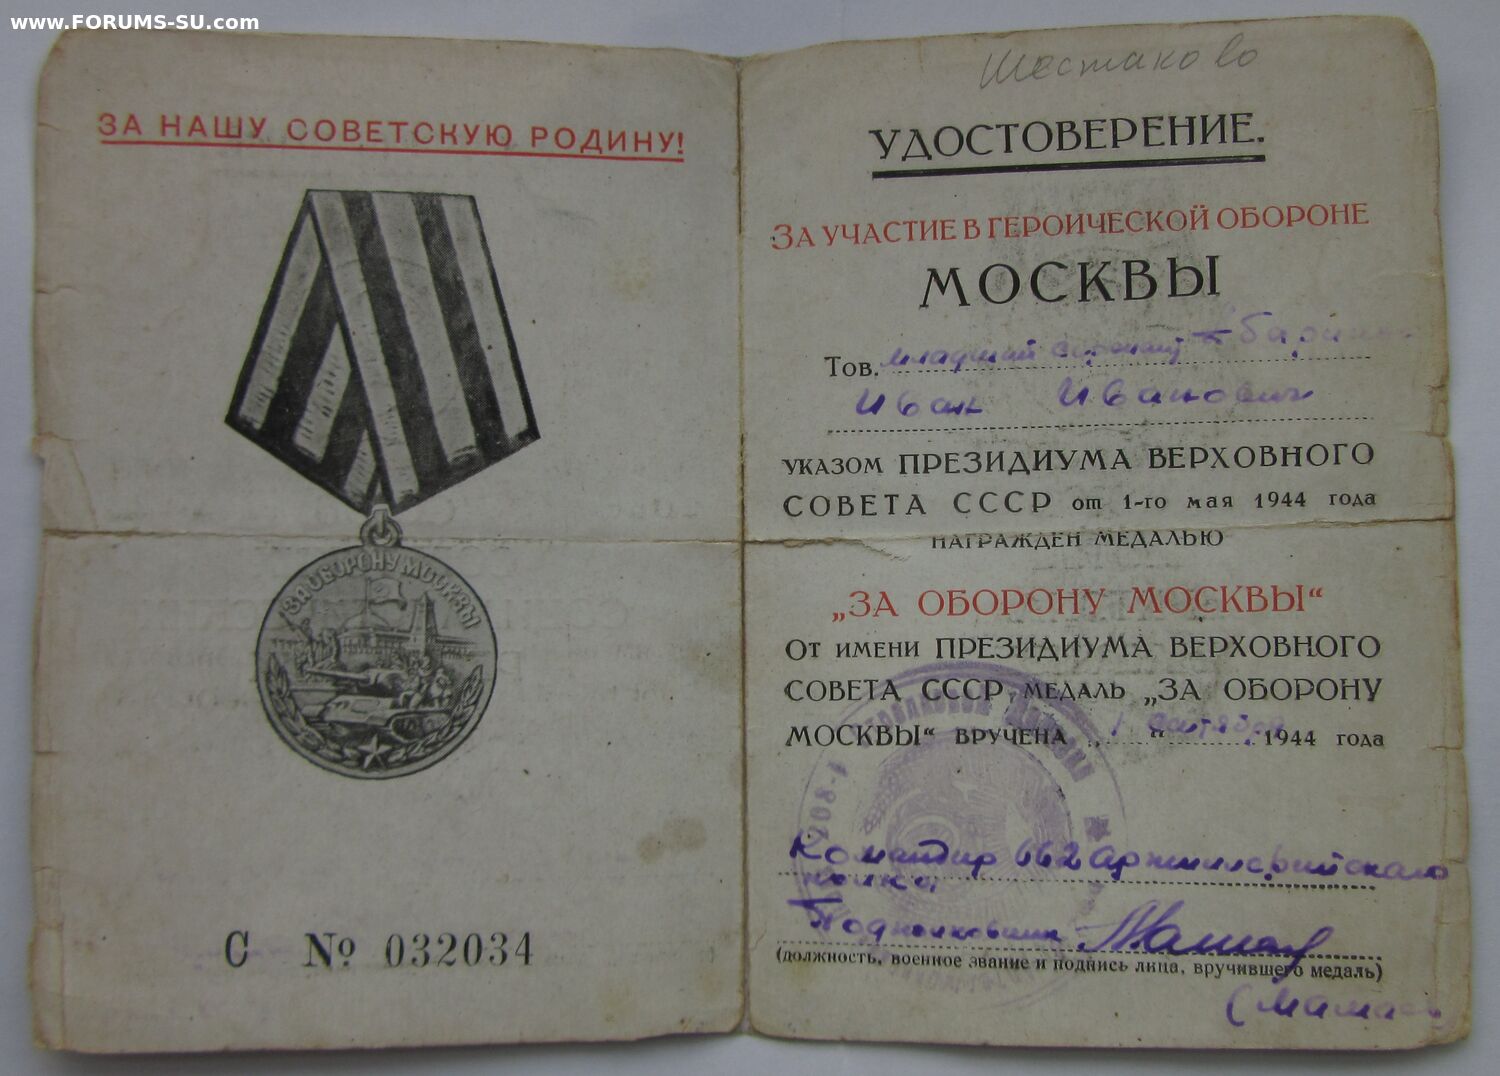 www.FORUMS-SU.com
ЗА НАШУ СОВЕТСКУЮ РОДИНУ!
ЗА ОБОРОНУ МОСКВЫ
С № 032034
Шестаково
УДОСТОВЕРЕНИЕ.
ЗА УЧАСТИЕ В ГЕРОИЧЕСКОЙ ОБОРОНЕ
МОСКВЫ
Тов. младший сержант
Иван Иванович
УКАЗОМ ПРЕЗИДИУМА ВЕРХОВНОГО
СОВЕТА СССР от 1-го мая 1944 года
НАГРАЖДЕН МЕДАЛЬЮ
„ЗА ОБОРОНУ МОСКВЫ“
От имени ПРЕЗИДИУМА ВЕРХОВНОГО
СОВЕТА СССР медаль „ЗА ОБОРОНУ
МОСКВЫ“ вручена „1“ октября 1944 года
Командир 662 Артиллерийского
полка
Подполковник
(должность, военное звание и подпись лица, вручившего медаль)